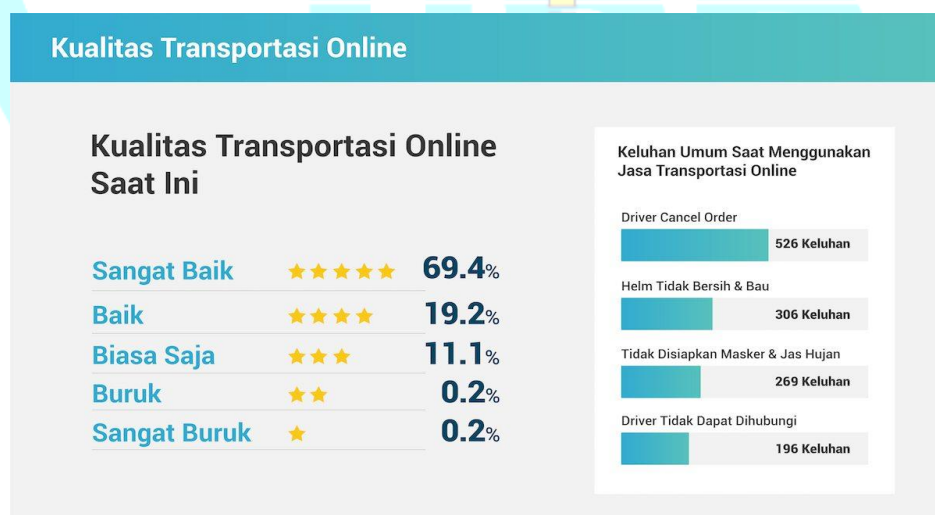 Kualitas Transportasi Online
Kualitas Transportasi Online
Saat Ini
Sangat Baik 69.4%
Baik 19.2%
Biasa Saja 11.1%
Buruk 0.2%
Sangat Buruk 0.2%
Keluhan Umum Saat Menggunakan
Jasa Transportasi Online
Driver Cancel Order
526 Keluhan
Helm Tidak Bersih & Bau
306 Keluhan
Tidak Disiapkan Masker & Jas Hujan
269 Keluhan
Driver Tidak Dapat Dihubungi
196 Keluhan